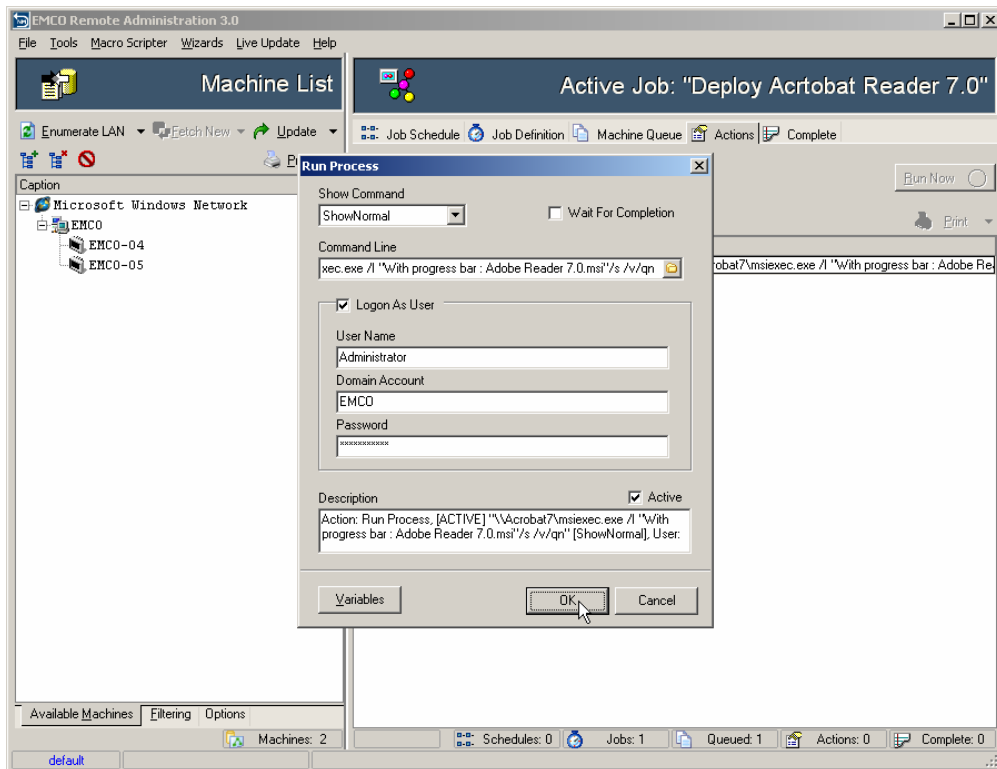 EMCO Remote Administration 3.0
File Tools Macro Scripter Wizards Live Update Help
Machine List
Active Job: "Deploy Acrtobat Reader 7.0"
Enumerate LAN Fetch New Update
Job Schedule Job Definition Machine Queue Actions Complete
Caption
Microsoft Windows Network
EMCO
EMCO-04
EMCO-05
Run Now
Print
robat7\msiexec.exe /I "With progress bar : Adobe Rea
Run Process
Show Command
ShowNormal
Wait For Completion
Command Line
xec.exe /I "With progress bar : Adobe Reader 7.0.msi"/s /v/qn
Logon As User
User Name
Administrator
Domain Account
EMCO
Password
xxxxxxxxxxx
Description
Active
Action: Run Process, [ACTIVE] "\\Acrobat7\msiexec.exe /I "With
progress bar : Adobe Reader 7.0.msi"/s /v/qn" [ShowNormal], User:
Variables
OK
Cancel
Available Machines Filtering Options
Machines: 2
Schedules: 0 Jobs: 1 Queued: 1 Actions: 0 Complete: 0
default